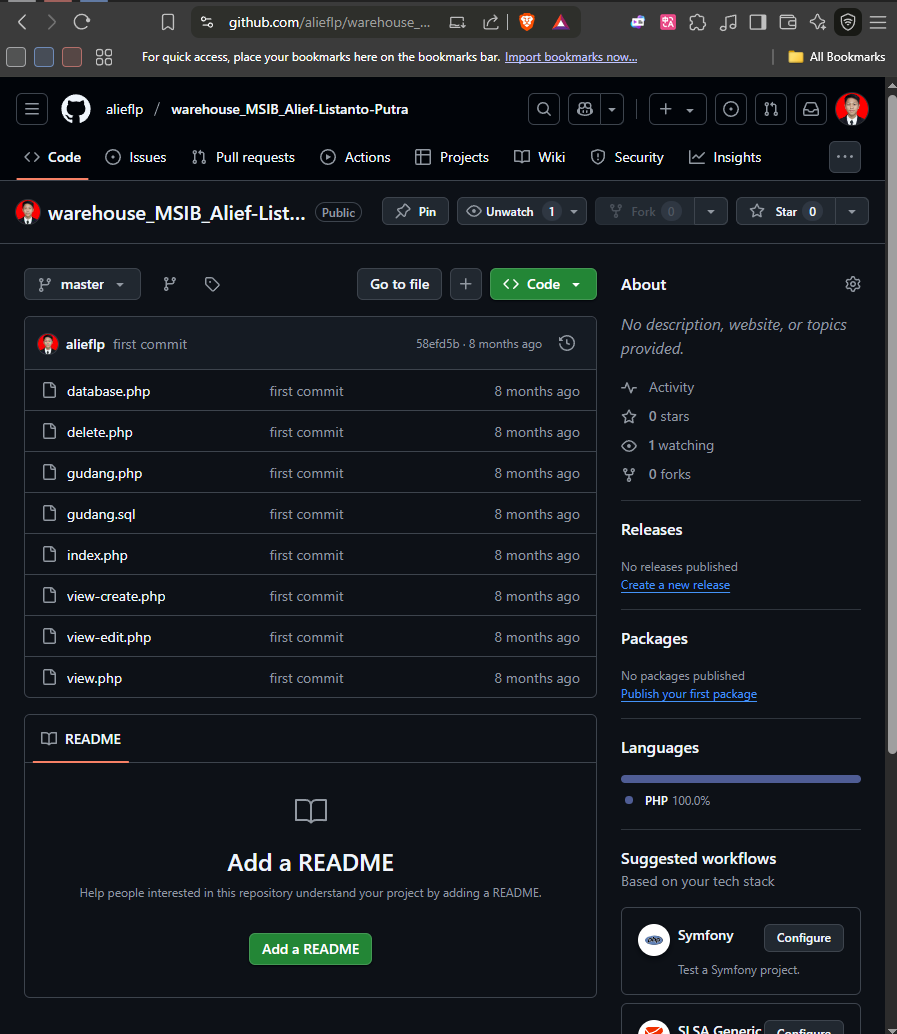 github.com/alieflp/warehouse_...
For quick access, place your bookmarks here on the bookmarks bar. Import bookmarks now...
All Bookmarks
alieflp / warehouse_MSIB_Alief-Listanto-Putra
Code Issues Pull requests Actions Projects Wiki Security Insights
warehouse_MSIB_Alief-List... Public Pin Unwatch 1 Fork 0 Star 0
master Go to file Code
alieflp first commit 58efd5b · 8 months ago
database.php first commit 8 months ago
delete.php first commit 8 months ago
gudang.php first commit 8 months ago
gudang.sql first commit 8 months ago
index.php first commit 8 months ago
view-create.php first commit 8 months ago
view-edit.php first commit 8 months ago
view.php first commit 8 months ago
README
Add a README
Help people interested in this repository understand your project by adding a README.
Add a README
About
No description, website, or topics
provided.
Activity
0 stars
1 watching
0 forks
Releases
No releases published
Create a new release
Packages
No packages published
Publish your first package
Languages
PHP 100.0%
Suggested workflows
Based on your tech stack
php
Symfony Configure
Test a Symfony project.
SLSA Generic Configure